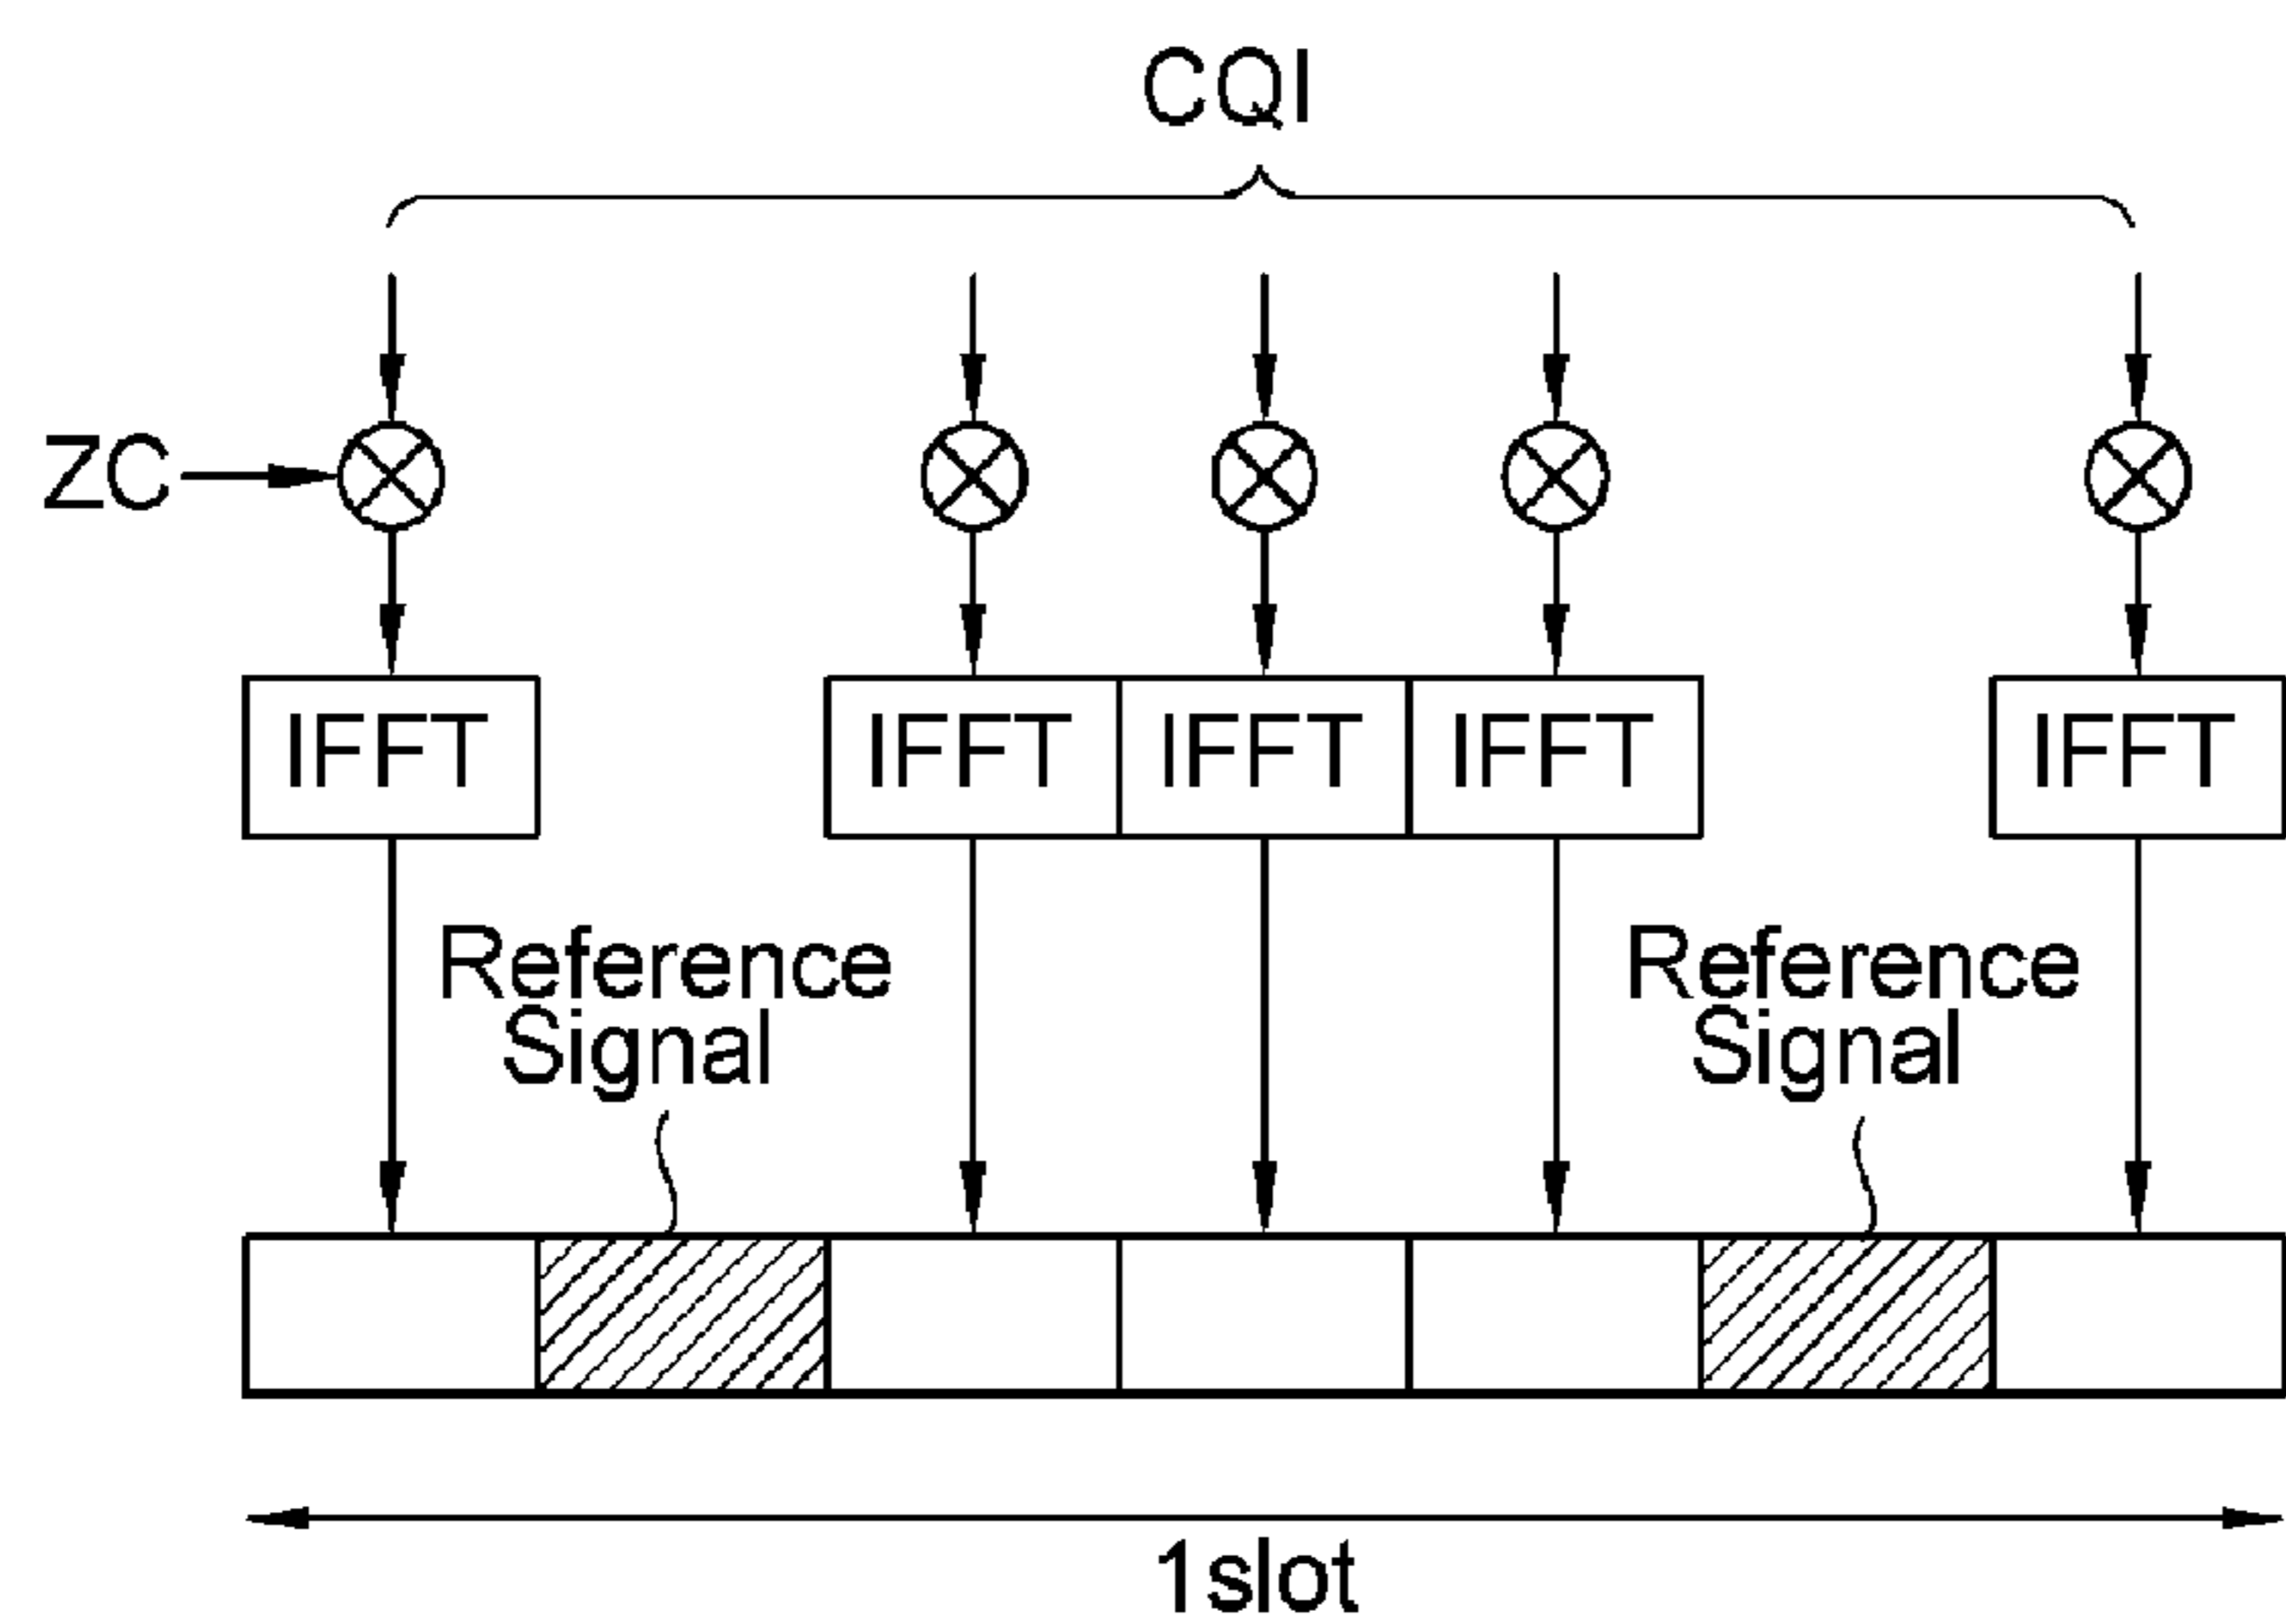 CQI
ZC
IFFT IFFT IFFT IFFT IFFT
Reference
Signal
Reference
Signal
1slot